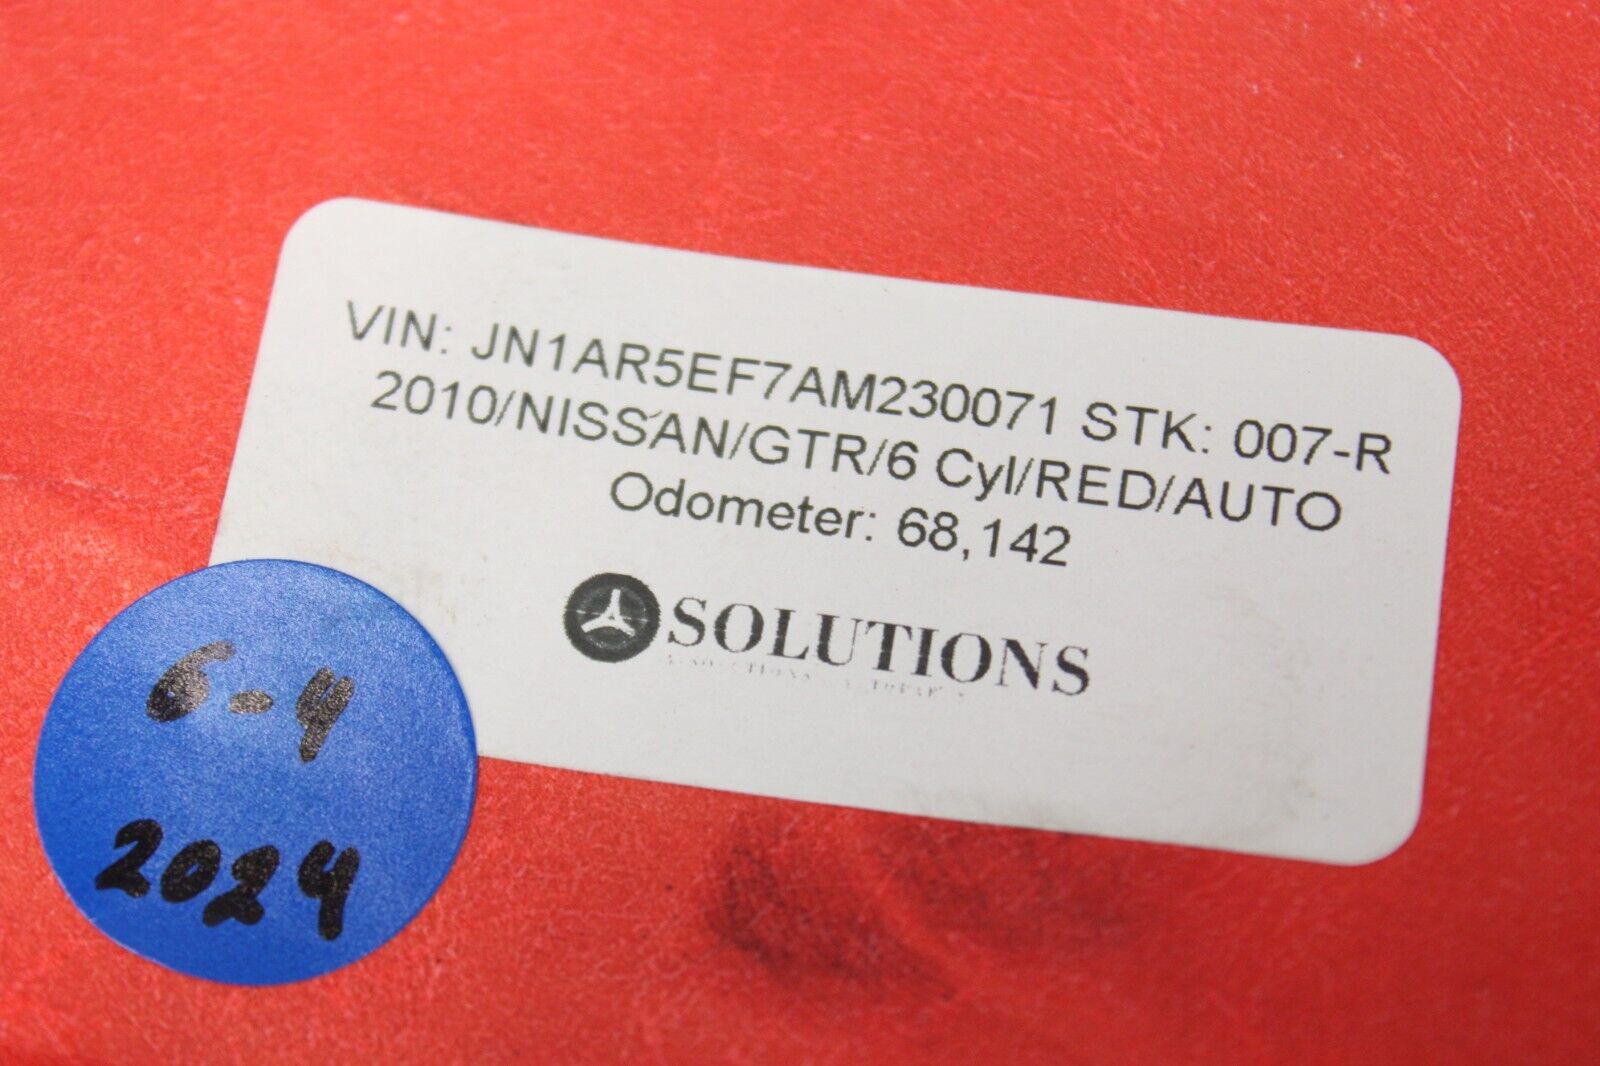 VIN: JN1AR5EF7AM230071 STK: 007-R
2010/NISSAN/GTR/6 Cyl/RED/AUTO
Odometer: 68,142
SOLUTIONS
6-4
2024